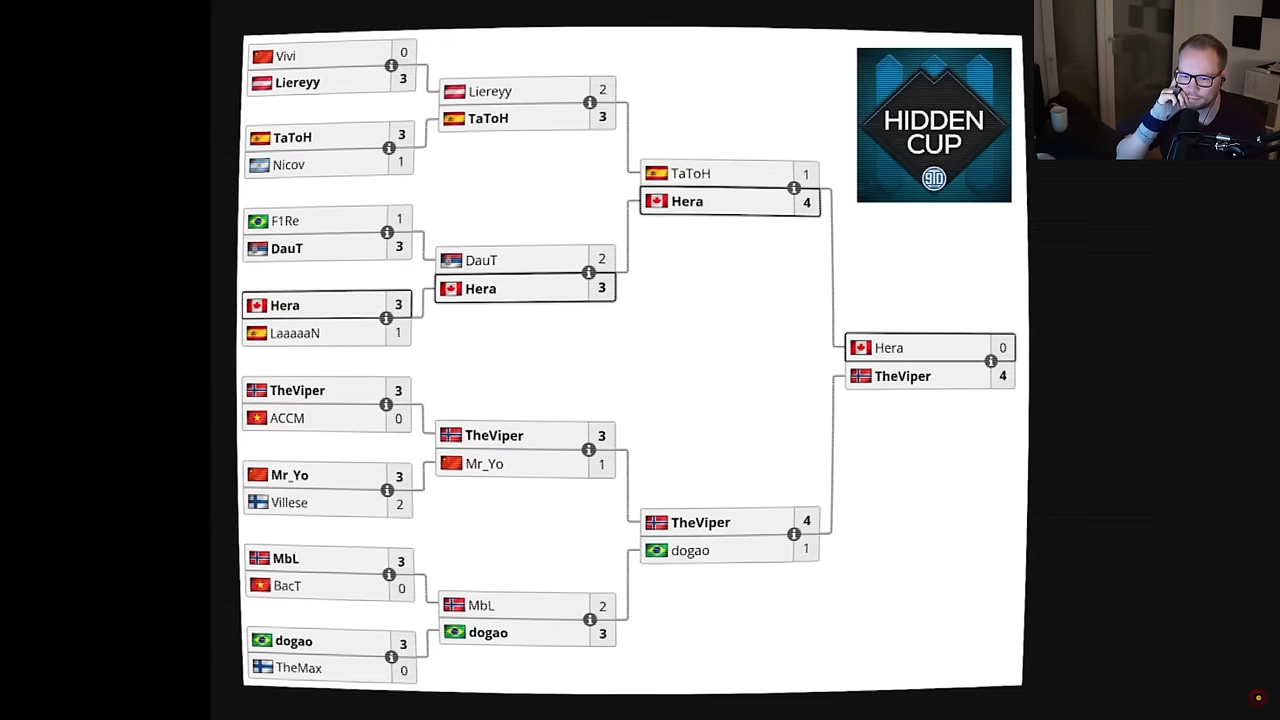 Vivi 0
Liereyy 3
TaToH 3
Nicov 1
F1Re 1
DauT 3
Hera 3
LaaaaaN 1
TheViper 3
ACCM 0
Mr_Yo 3
Villese 2
MbL 3
BacT 0
dogao 3
TheMax 0
Liereyy 2
TaToH 3
DauT 2
Hera 3
TheViper 3
Mr_Yo 1
MbL 2
dogao 3
TaToH 1
Hera 4
TheViper 4
dogao 1
Hera 0
TheViper 4
HIDDEN
CUP